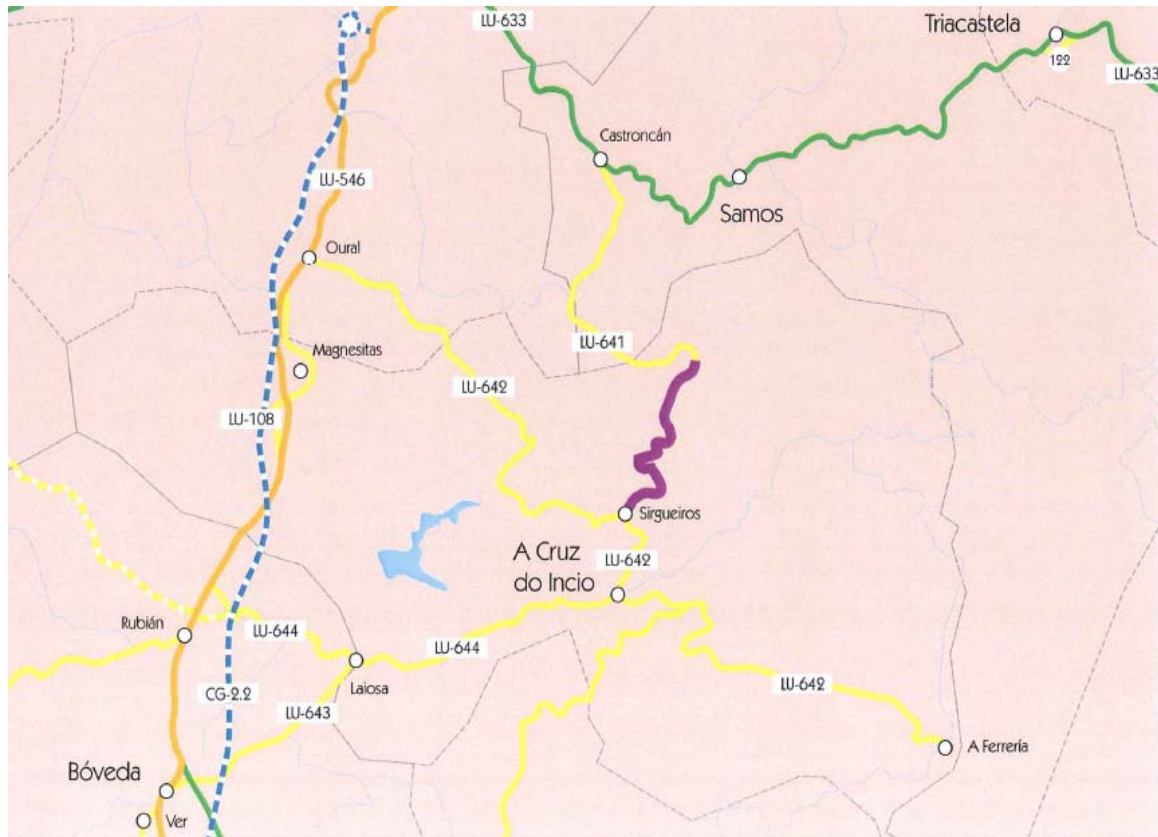 LU-633
Triacastela
122
LU-633
Castroncán
LU-546
Samos
Oural
LU-641
Magnesitas
LU-642
LU-108
Sirgueiros
A Cruz
do Incio
LU-642
Rubián
LU-644
LU-644
Laiosa
CG-2.2
LU-642
LU-643
A Ferrería
Bóveda
Ver